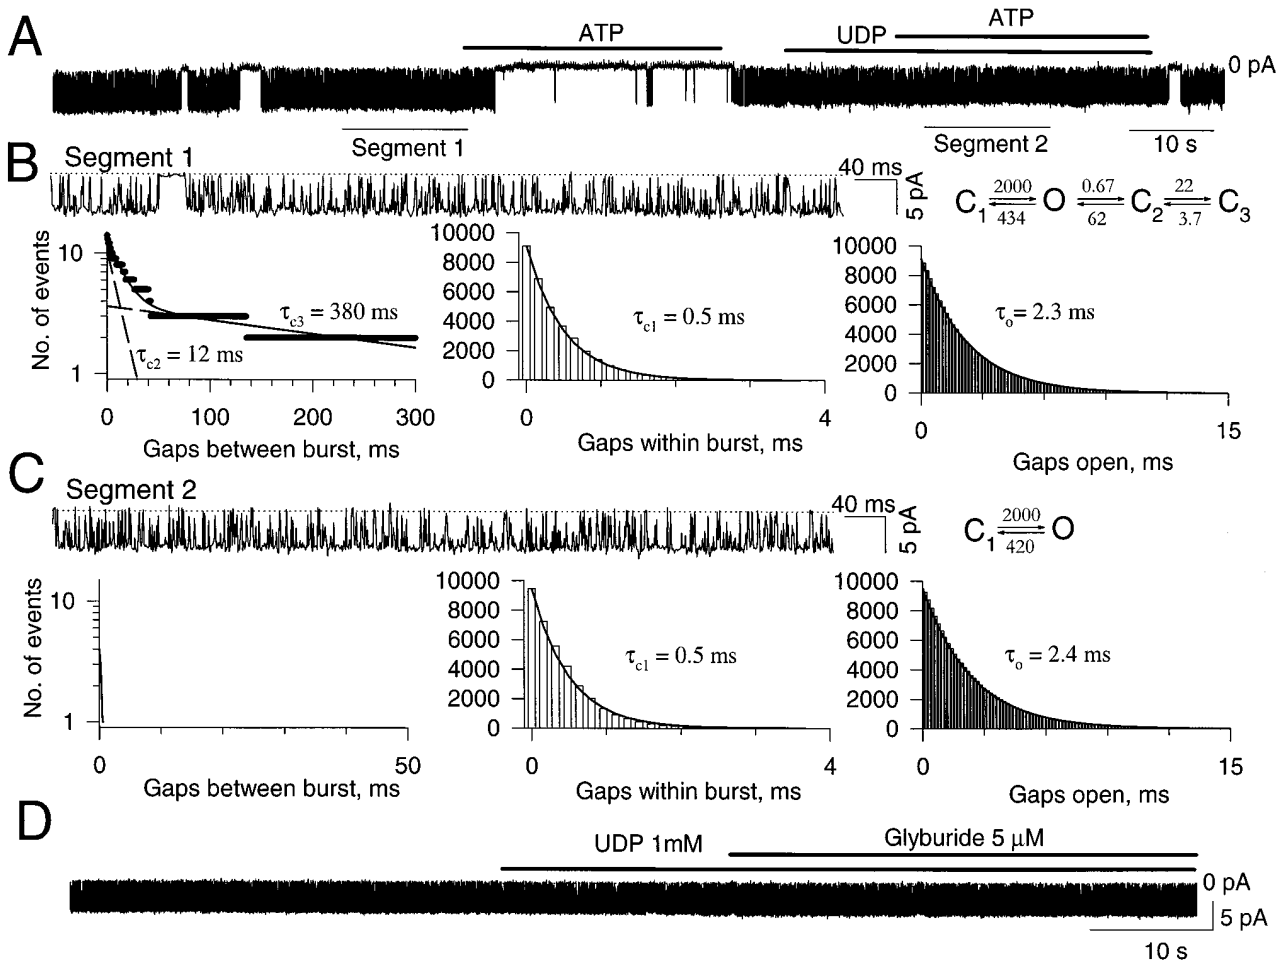 A
ATP
UDP
ATP
0 pA
Segment 1
Segment 2
10 s
B
Segment 1
40 ms
5 pA
C1 2000 434 O 0.67 62 C2 22 3.7 C3
No. of events
10
1
τc3 = 380 ms
τc2 = 12 ms
0 100 200 300
Gaps between burst, ms
10000
8000
6000
4000
2000
0
τc1 = 0.5 ms
0 4
Gaps within burst, ms
10000
8000
6000
4000
2000
0
τo= 2.3 ms
0 15
Gaps open, ms
C
Segment 2
40 ms
5 pA
C1 2000 420 O
No. of events
10
1
0 50
Gaps between burst, ms
10000
8000
6000
4000
2000
0
τc1 = 0.5 ms
0 4
Gaps within burst, ms
10000
8000
6000
4000
2000
0
τo = 2.4 ms
0 15
Gaps open, ms
D
UDP 1mM
Glyburide 5 μM
0 pA
5 pA
10 s